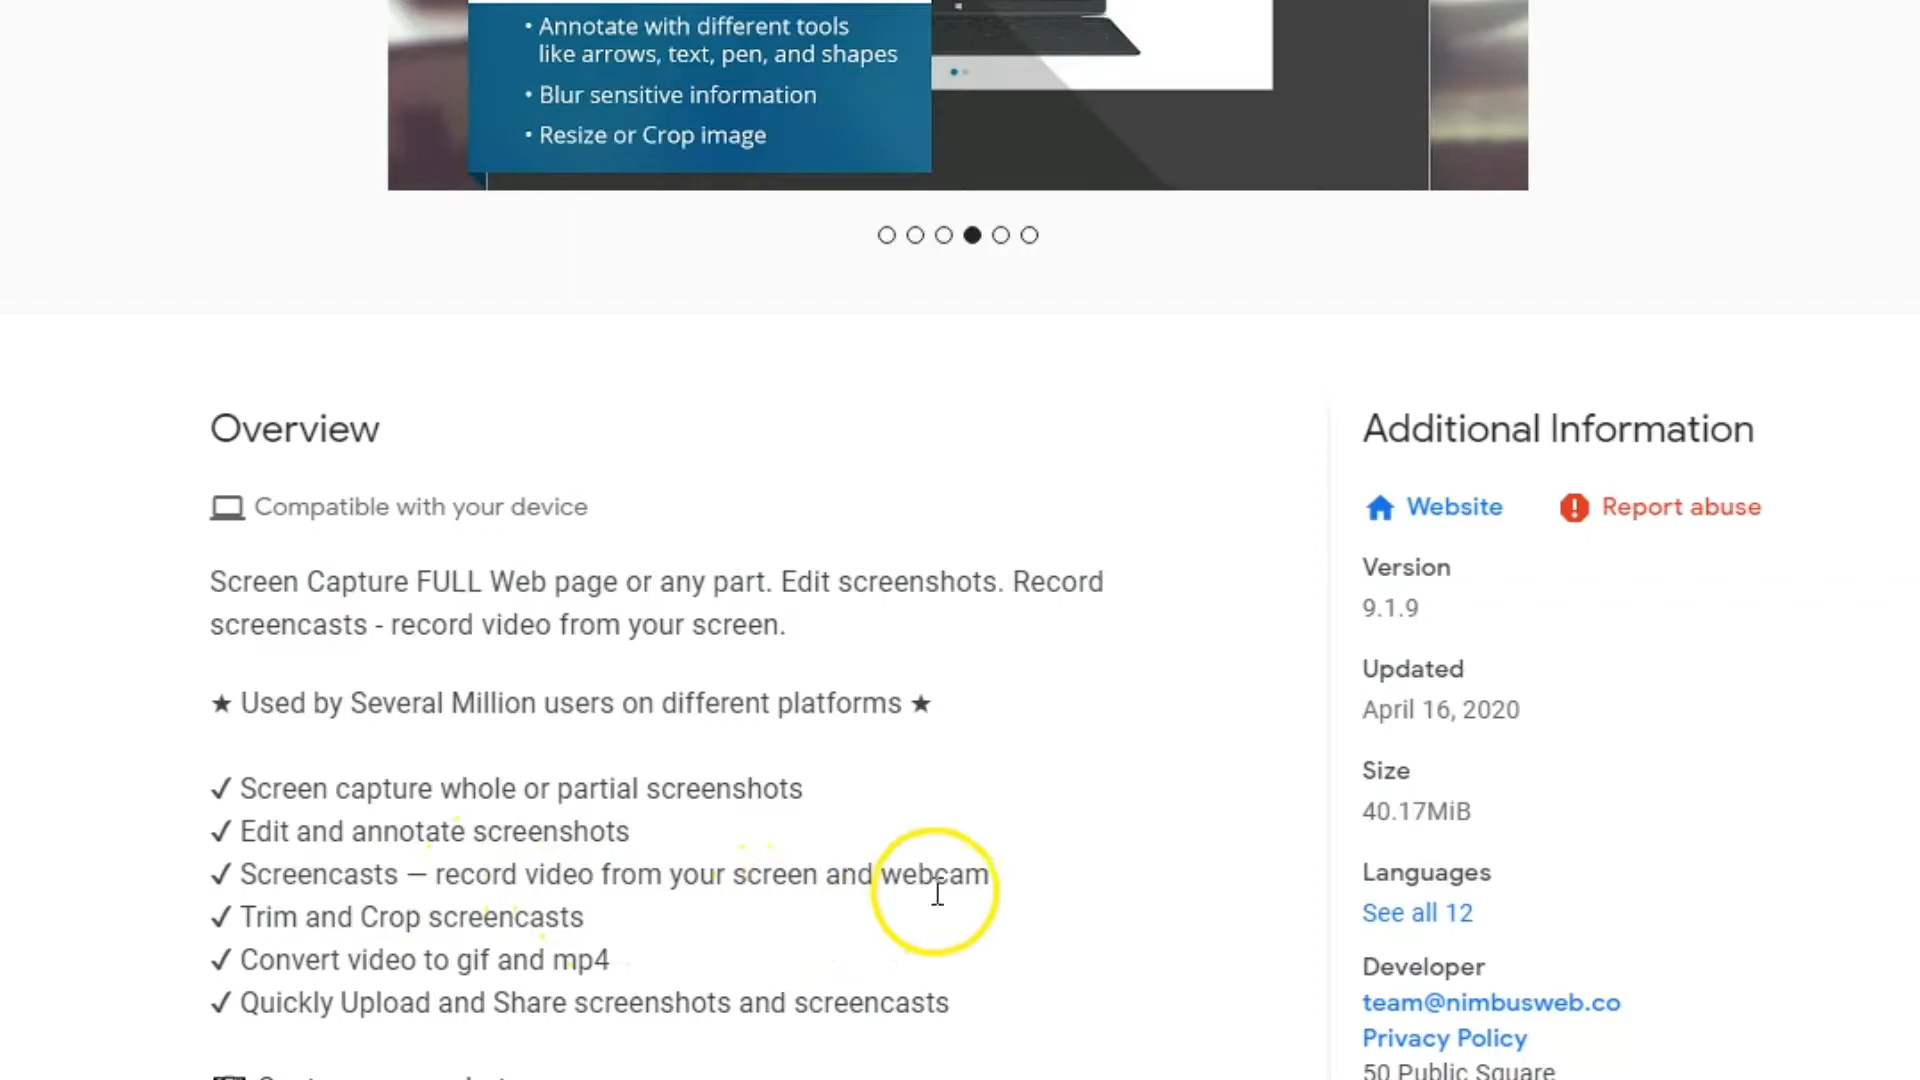 • Annotate with different tools
like arrows, text, pen, and shapes
• Blur sensitive information
• Resize or Crop image
Overview
Compatible with your device
Screen Capture FULL Web page or any part. Edit screenshots. Record
screencasts - record video from your screen.
★ Used by Several Million users on different platforms ★
✓ Screen capture whole or partial screenshots
✓ Edit and annotate screenshots
✓ Screencasts — record video from your screen and webcam
✓ Trim and Crop screencasts
✓ Convert video to gif and mp4
✓ Quickly Upload and Share screenshots and screencasts
Additional Information
Website
Report abuse
Version
9.1.9
Updated
April 16, 2020
Size
40.17MiB
Languages
See all 12
Developer
team@nimbusweb.co
Privacy Policy
50 Public Square